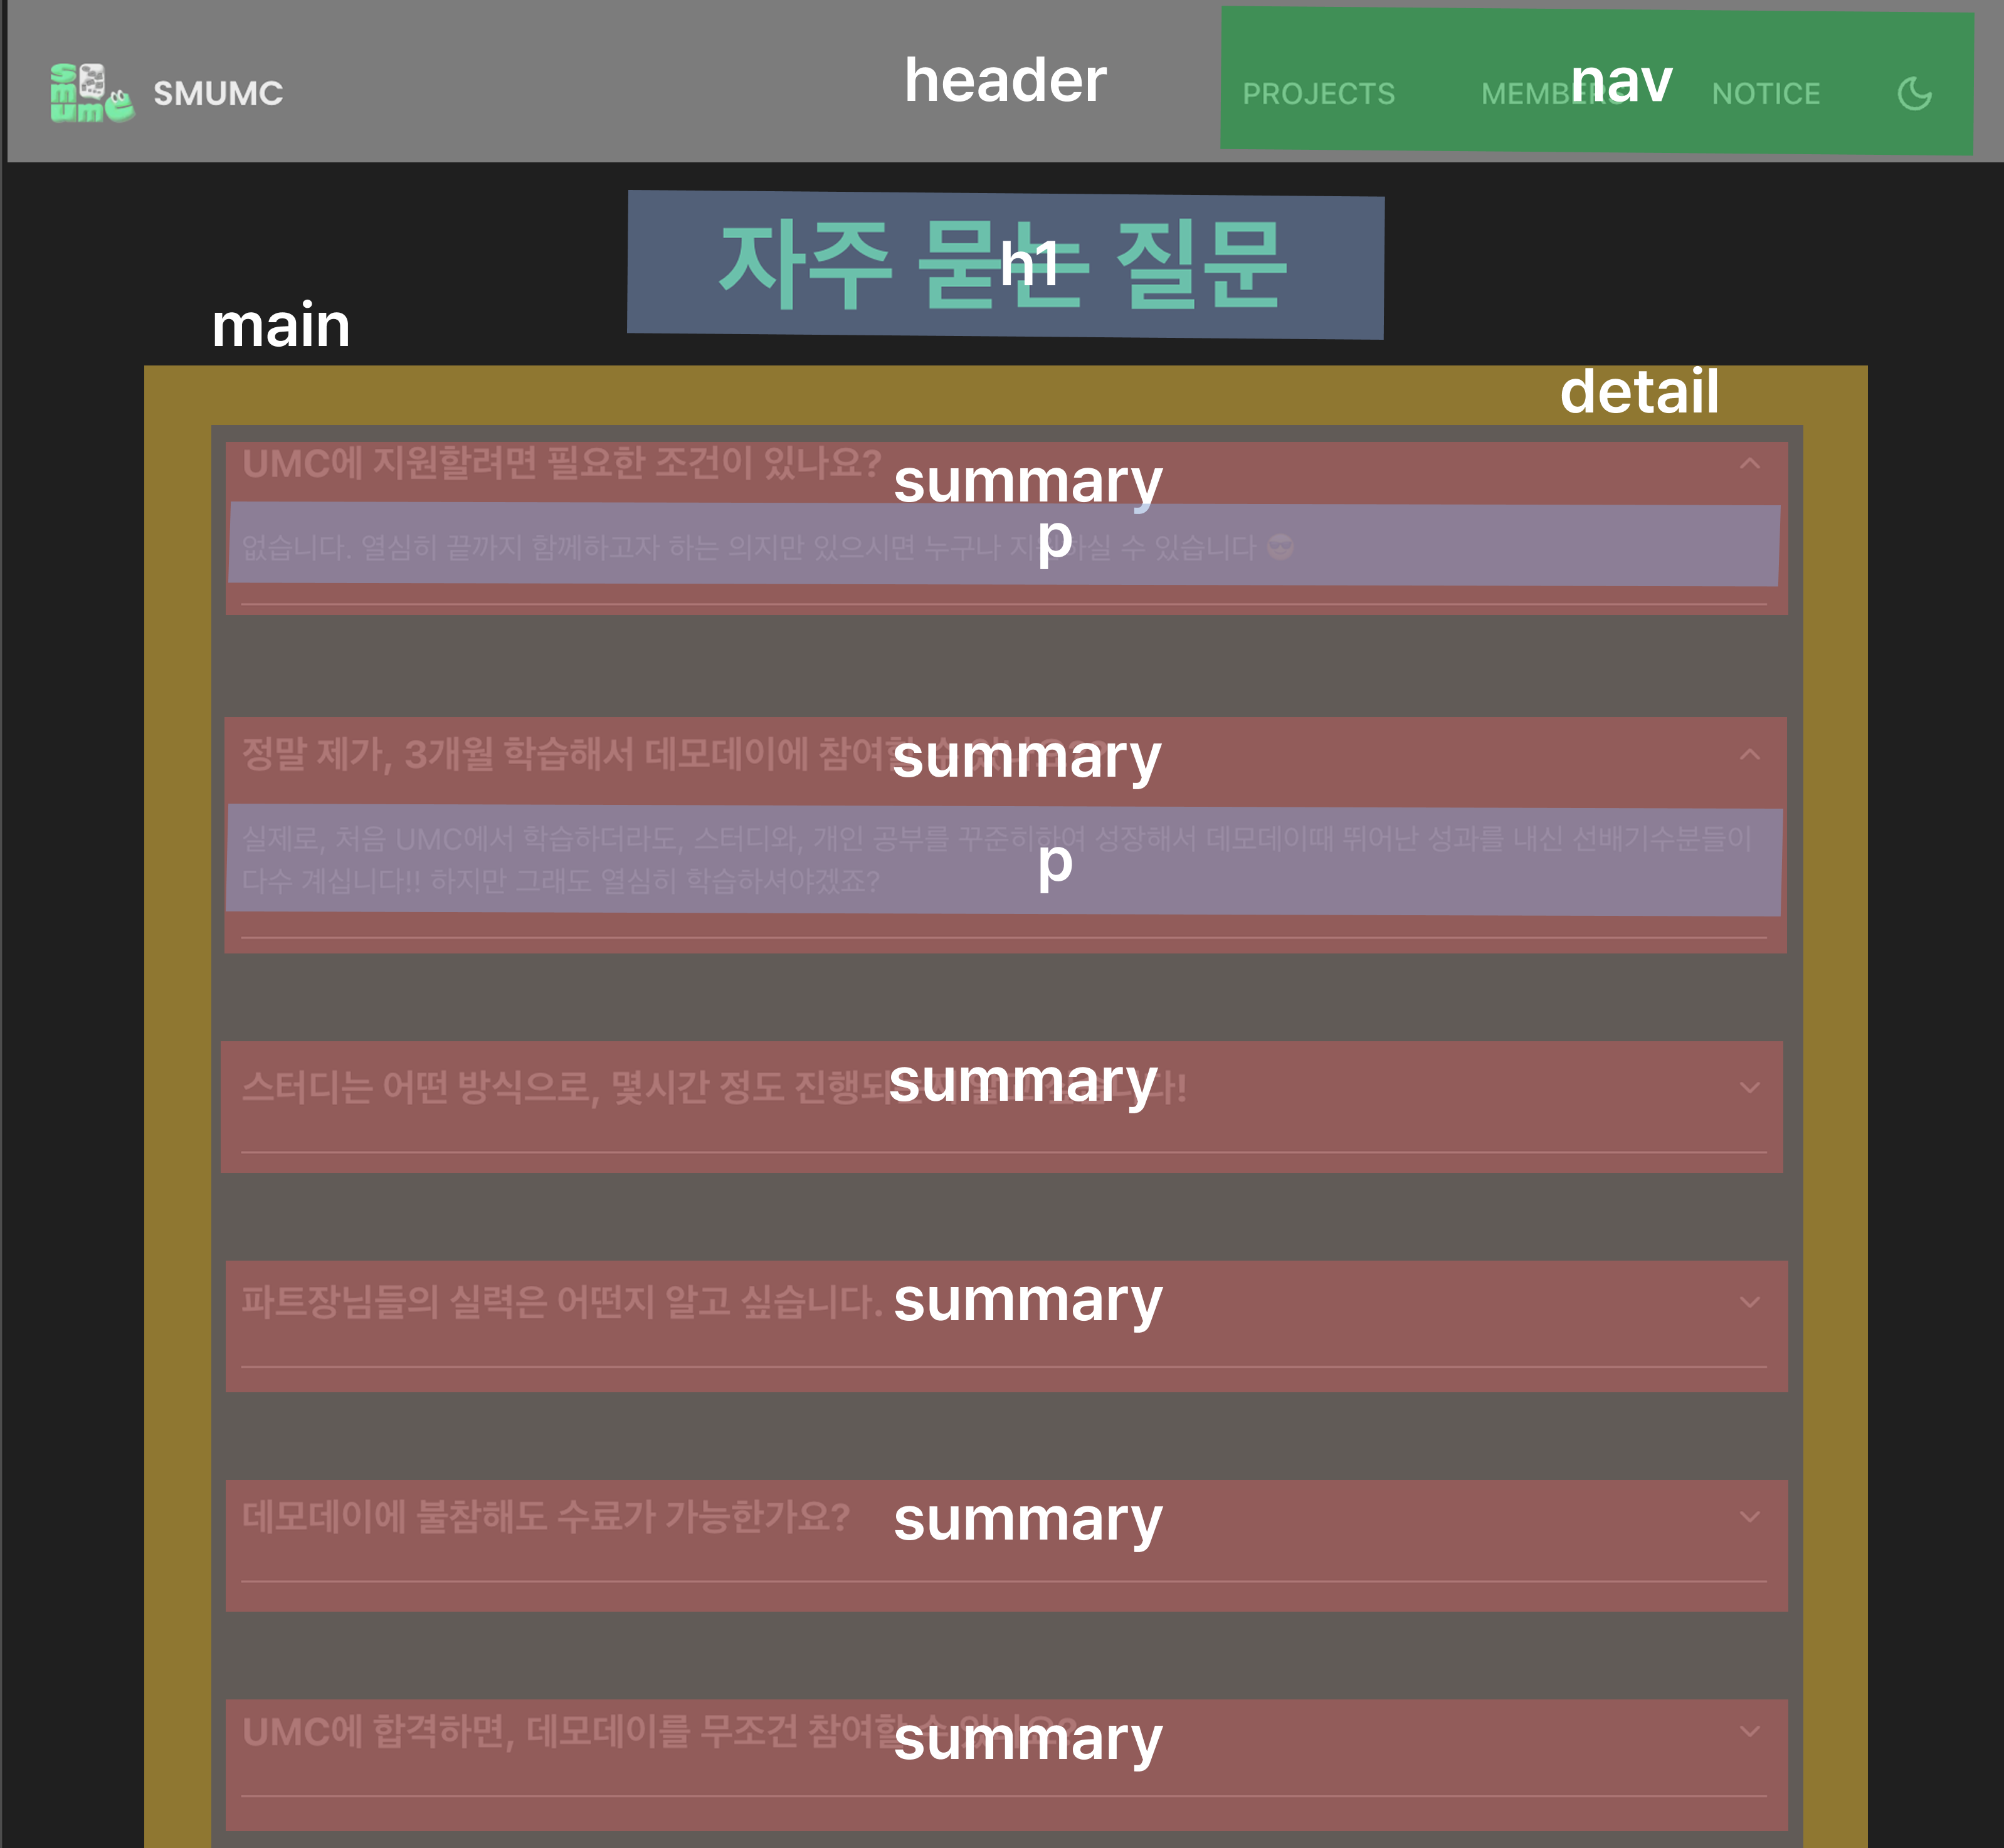 SMUMC
header
PROJECTS
MEMBERS
nav
NOTICE
자주 묻는 질문
h1
main
detail
UMC에 지원할려면 필요한 조건이 있나요?
summary
없습니다. 열심히 끝까지 함께하고자 하는 의지만 있으시면 누구나 지원하실 수 있습니다 😎
p
정말 제가, 3개월 학습해서 데모데이에 참여할 수
summary
실제로, 처음 UMC에서 학습하더라도, 스터디와, 개인 공부를 꾸준히하여 성장해서 데모데이때 뛰어난 성과를 내신 선배기수분들이
다수 계십니다!! 하지만 그래도 열심히 학습하셔야겠죠?
p
스터디는 어떤 방식으로, 몇시간 정도 진행되
summary
파트장님들의 실력은 어떤지 알고 싶습니다.
summary
데모데이에 불참해도 수료가 가능한가요?
summary
UMC에 합격하면, 데모데이를 무조건 참여할 수 있나요?
summary